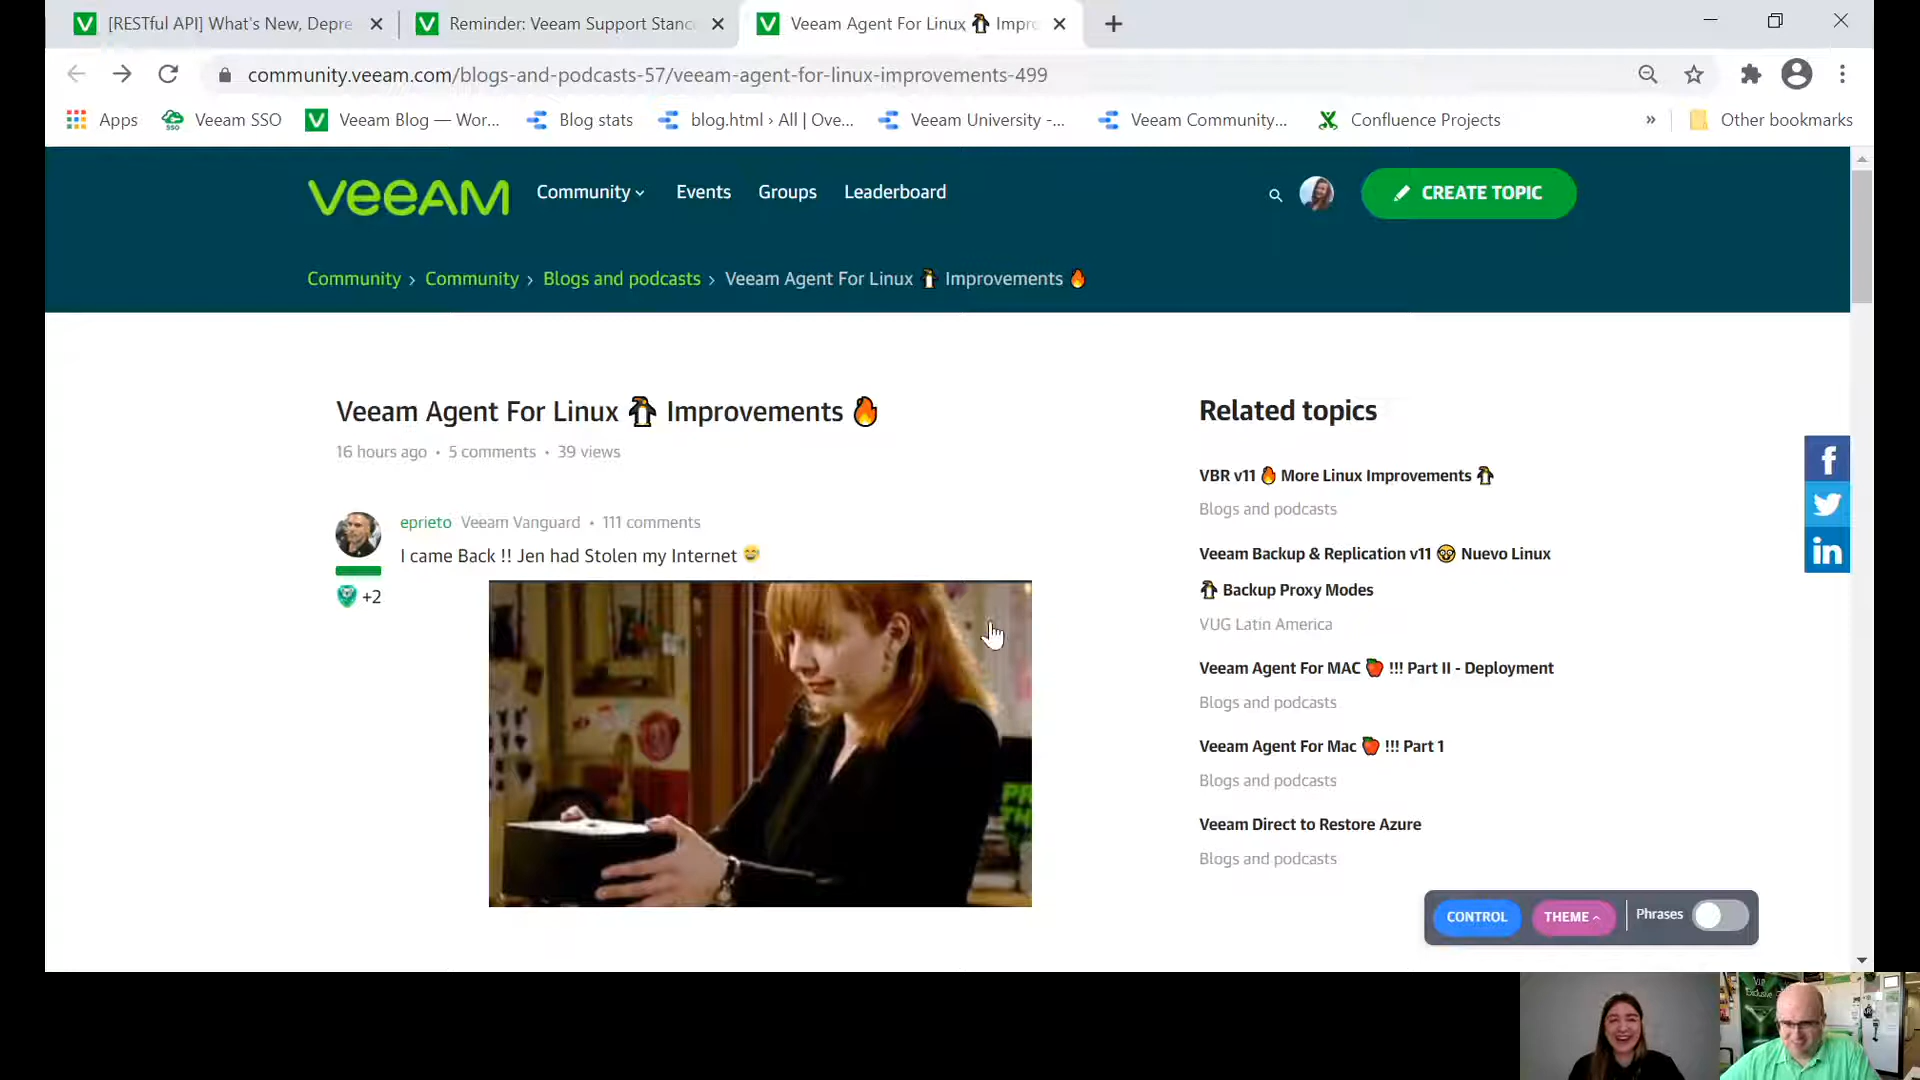 [RESTful API] What's New, Depre
Reminder: Veeam Support Stanc
Veeam Agent For Linux 🐧 Impro
community.veeam.com/blogs-and-podcasts-57/veeam-agent-for-linux-improvements-499
Apps
Veeam SSO
Veeam Blog — Wor...
Blog stats
blog.html › All | Ove...
Veeam University -...
Veeam Community...
Confluence Projects
»
Other bookmarks
VEEAM
Community
Events
Groups
Leaderboard
CREATE TOPIC
Community › Community › Blogs and podcasts › Veeam Agent For Linux 🐧 Improvements 🔥
Veeam Agent For Linux 🐧 Improvements 🔥
16 hours ago • 5 comments • 39 views
eprieto Veeam Vanguard • 111 comments
I came Back !! Jen had Stolen my Internet 😅
+2
Related topics
VBR v11 🔥 More Linux Improvements 🐧
Blogs and podcasts
Veeam Backup & Replication v11 🤓 Nuevo Linux
🐧 Backup Proxy Modes
VUG Latin America
Veeam Agent For MAC 🍎 !!! Part II - Deployment
Blogs and podcasts
Veeam Agent For Mac 🍎 !!! Part 1
Blogs and podcasts
Veeam Direct to Restore Azure
Blogs and podcasts
CONTROL
THEME
Phrases
V.I.P
Exclusive